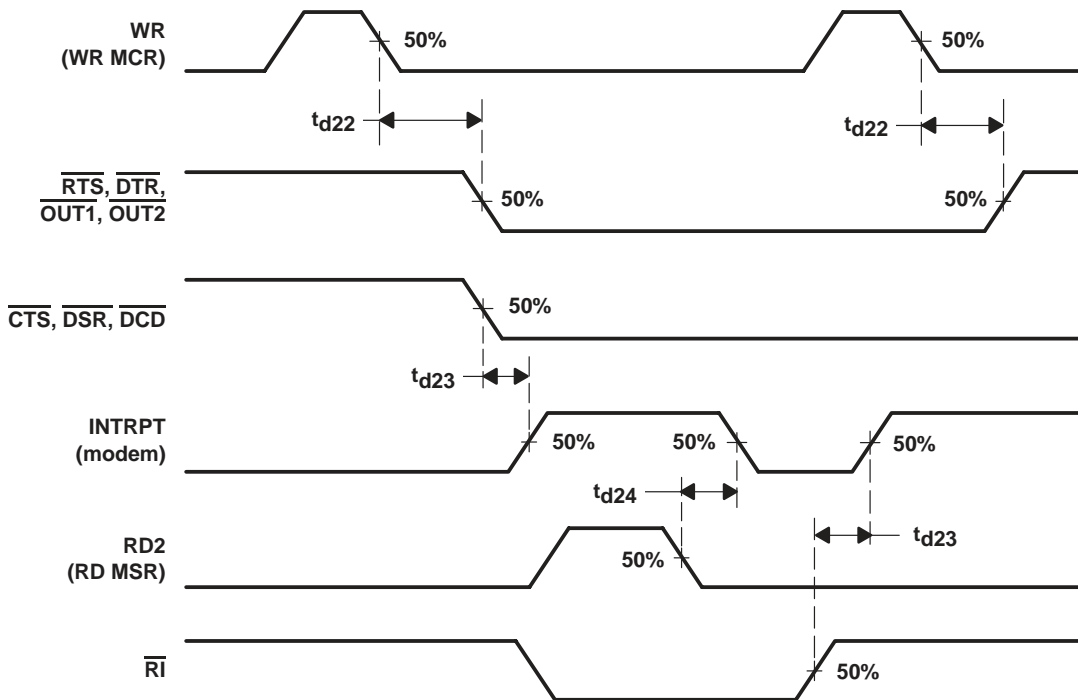 WR
(WR MCR)
50%
50%
td22
td22
RTS, DTR,
OUT1, OUT2
50%
50%
CTS, DSR, DCD
50%
td23
INTRPT
(modem)
50%
50%
50%
td24
td23
RD2
(RD MSR)
50%
RI
50%